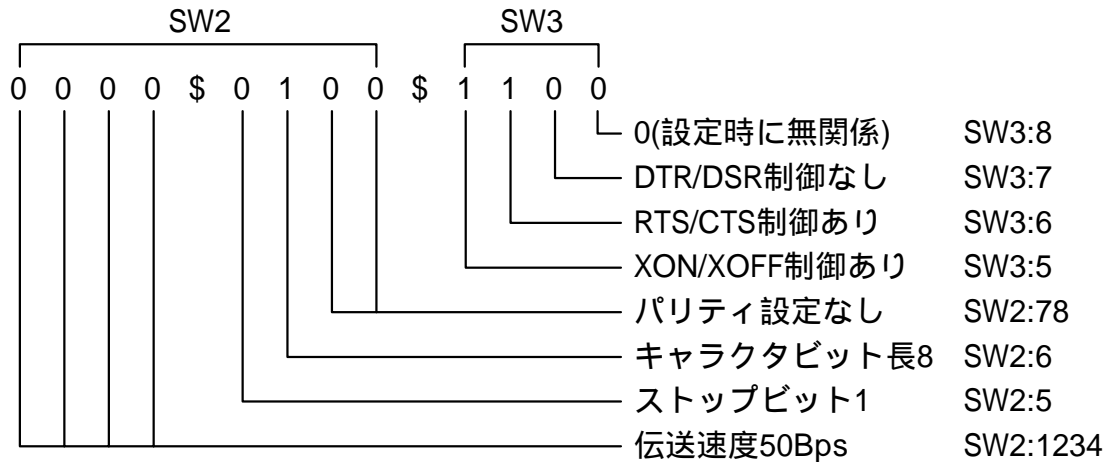 SW2 SW3
0 0 0 0 $ 0 1 0 0 $ 1 1 0 0
0(設定時に無関係) SW3:8
DTR/DSR制御なし SW3:7
RTS/CTS制御あり SW3:6
XON/XOFF制御あり SW3:5
パリティ設定なし SW2:78
キャラクタビット長8 SW2:6
ストップビット1 SW2:5
伝送速度50Bps SW2:1234